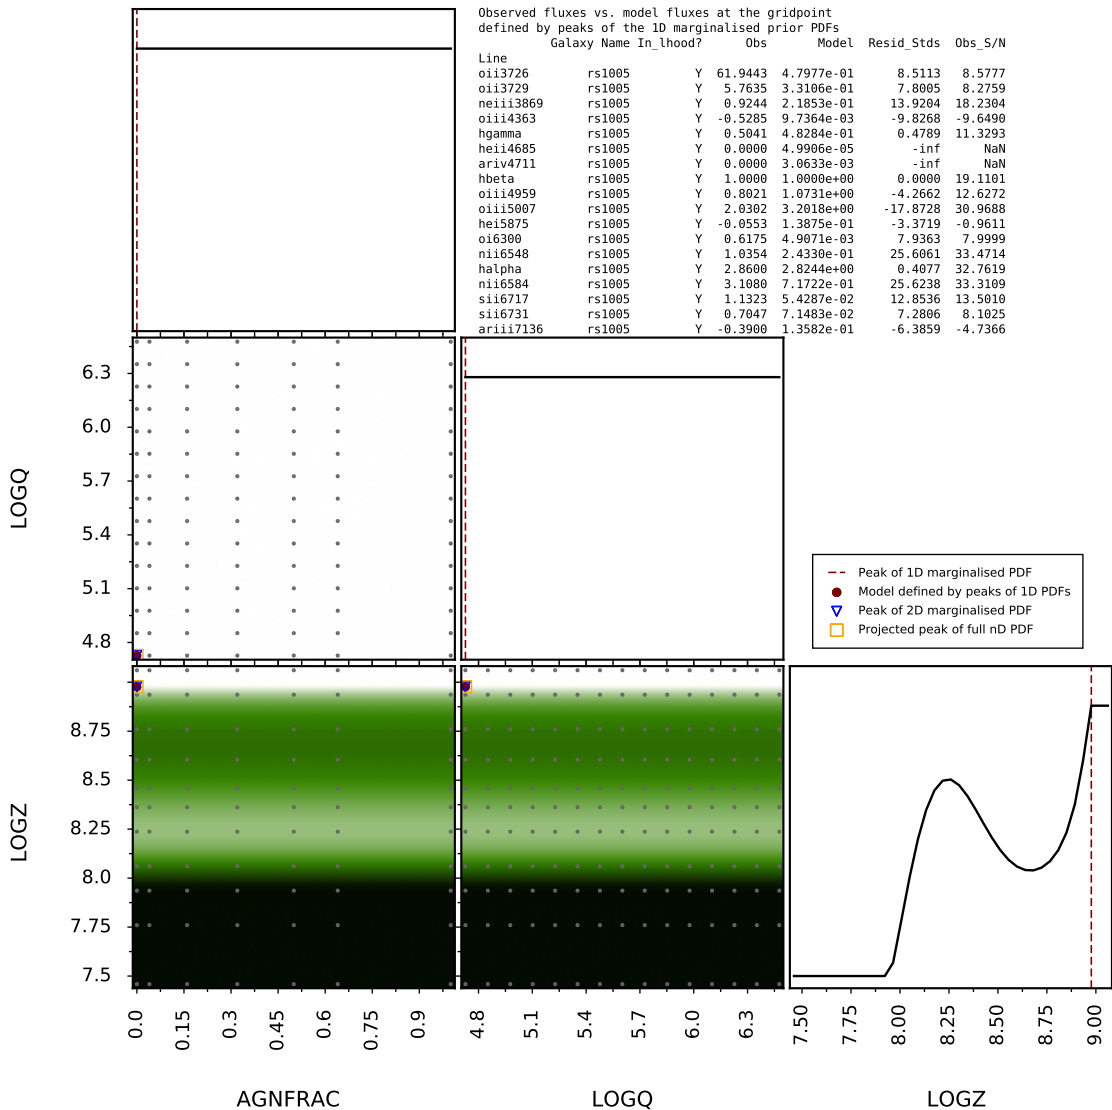 Observed fluxes vs. model fluxes at the gridpoint
defined by peaks of the 1D marginalised prior PDFs
Galaxy Name In_lhood? Obs Model Resid_Stds Obs_S/N
Line
oii3726 rs1005 Y 61.9443 4.7977e-01 8.5113 8.5777
oii3729 rs1005 Y 5.7635 3.3106e-01 7.8005 8.2759
neiii3869 rs1005 Y 0.9244 2.1853e-01 13.9204 18.2304
oiii4363 rs1005 Y -0.5285 9.7364e-03 -9.8268 -9.6490
hgamma rs1005 Y 0.5041 4.8284e-01 0.4789 11.3293
heii4685 rs1005 Y 0.0000 4.9906e-05 -inf NaN
ariv4711 rs1005 Y 0.0000 3.0633e-03 -inf NaN
hbeta rs1005 Y 1.0000 1.0000e+00 0.0000 19.1101
oiii4959 rs1005 Y 0.8021 1.0731e+00 -4.2662 12.6272
oiii5007 rs1005 Y 2.0302 3.2018e+00 -17.8728 30.9688
hei5875 rs1005 Y -0.0553 1.3875e-01 -3.3719 -0.9611
oi6300 rs1005 Y 0.6175 4.9071e-03 7.9363 7.9999
nii6548 rs1005 Y 1.0354 2.4330e-01 25.6061 33.4714
halpha rs1005 Y 2.8600 2.8244e+00 0.4077 32.7619
nii6584 rs1005 Y 3.1080 7.1722e-01 25.6238 33.3109
sii6717 rs1005 Y 1.1323 5.4287e-02 12.8536 13.5010
sii6731 rs1005 Y 0.7047 7.1483e-02 7.2806 8.1025
ariii7136 rs1005 Y -0.3900 1.3582e-01 -6.3859 -4.7366
LOGQ
6.3
6.0
5.7
5.4
5.1
4.8
Peak of 1D marginalised PDF
Model defined by peaks of 1D PDFs
Peak of 2D marginalised PDF
Projected peak of full nD PDF
LOGZ
8.75
8.5
8.25
8.0
7.75
7.5
0.0 0.15 0.3 0.45 0.6 0.75 0.9
4.8 5.1 5.4 5.7 6.0 6.3
7.50 7.75 8.00 8.25 8.50 8.75 9.00
AGNFRAC LOGQ LOGZ